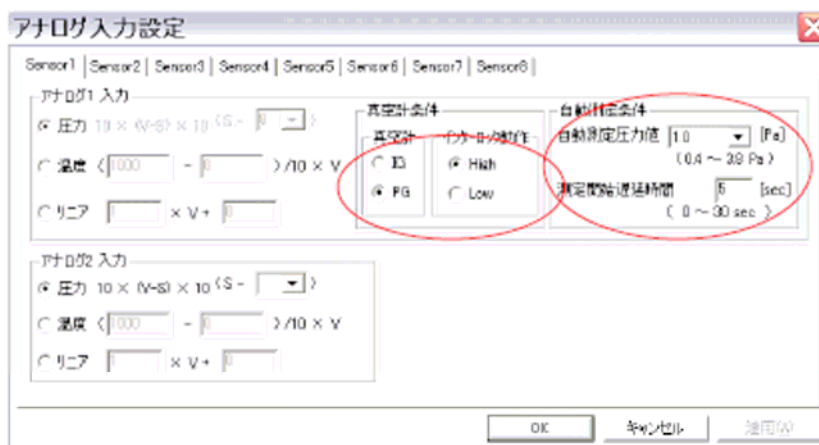 アナログ入力設定
Sensor1 Sensor2 Sensor3 Sensor4 Sensor5 Sensor6 Sensor7 Sensor8
アナログ1 入力
圧力 10 × (V-S) × 10 (S - )
温度 (1000 - 0 )/10 × V
リニア 1 × V + 0
真空計条件
真空計
IG
PG
インターロック動作
High
Low
自動測定条件
自動測定圧力値 1.0 [Pa]
( 0.4 ~ 3.9 Pa )
測定開始遅延時間 5 [sec]
( 0 ~ 30 sec )
アナログ2 入力
圧力 10 × (V-S) × 10 (S - )
温度 (1000 - 0 )/10 × V
リニア 1 × V + 0
OK キャンセル 適用(A)